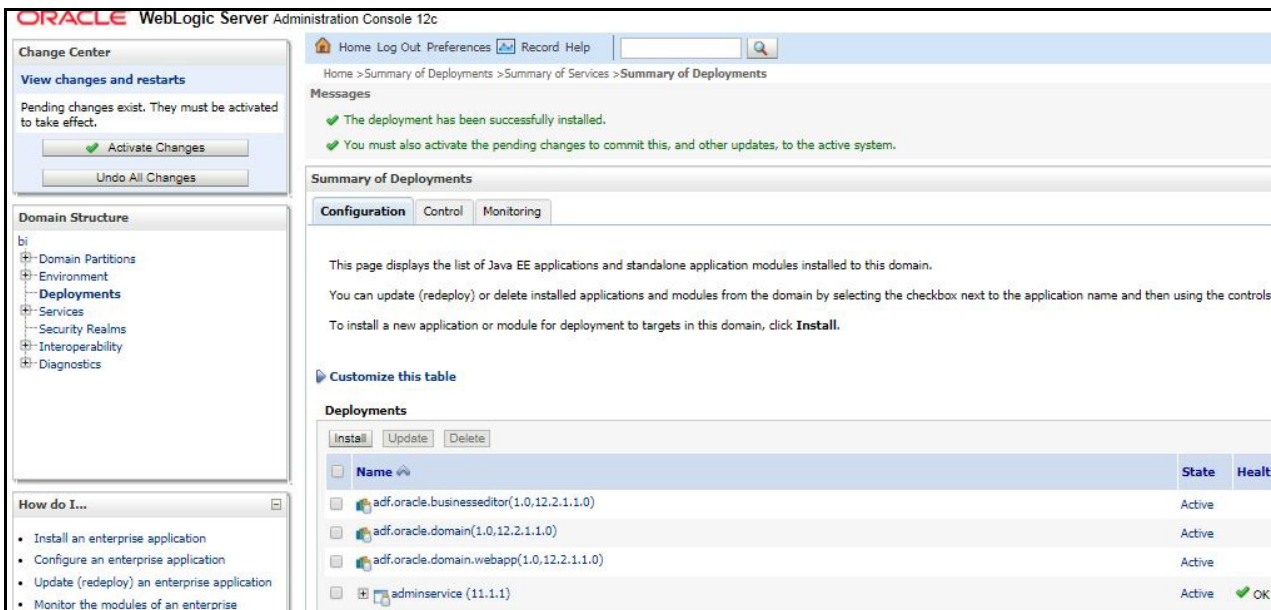 ORACLE WebLogic Server Administration Console 12c
Change Center
View changes and restarts
Pending changes exist. They must be activated
to take effect.
Activate Changes
Undo All Changes
Domain Structure
bi
Domain Partitions
Environment
Deployments
Services
Security Realms
Interoperability
Diagnostics
How do I...
Install an enterprise application
Configure an enterprise application
Update (redeploy) an enterprise application
Monitor the modules of an enterprise
Home Log Out Preferences Record Help
Home >Summary of Deployments >Summary of Services >Summary of Deployments
Messages
The deployment has been successfully installed.
You must also activate the pending changes to commit this, and other updates, to the active system.
Summary of Deployments
Configuration Control Monitoring
This page displays the list of Java EE applications and standalone application modules installed to this domain.
You can update (redeploy) or delete installed applications and modules from the domain by selecting the checkbox next to the application name and then using the controls
To install a new application or module for deployment to targets in this domain, click Install.
Customize this table
Deployments
Install Update Delete
Name State Healt
adf.oracle.businesseditor(1.0,12.2.1.1.0) Active
adf.oracle.domain(1.0,12.2.1.1.0) Active
adf.oracle.domain.webapp(1.0,12.2.1.1.0) Active
adminservice (11.1.1) Active OK